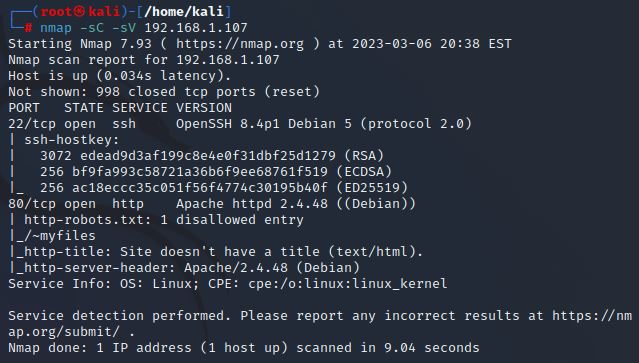 ┌──(root㉿kali)-[/home/kali]
└─# nmap -sC -sV 192.168.1.107
Starting Nmap 7.93 ( https://nmap.org ) at 2023-03-06 20:38 EST
Nmap scan report for 192.168.1.107
Host is up (0.034s latency).
Not shown: 998 closed tcp ports (reset)
PORT   STATE SERVICE VERSION
22/tcp open  ssh     OpenSSH 8.4p1 Debian 5 (protocol 2.0)
| ssh-hostkey:
|   3072 edead9d3af199c8e4e0f31dbf25d1279 (RSA)
|   256 bf9fa993c58721a36b6f9ee68761f519 (ECDSA)
|_  256 ac18eccc35c051f56f4774c30195b40f (ED25519)
80/tcp open  http    Apache httpd 2.4.48 ((Debian))
| http-robots.txt: 1 disallowed entry
|_/~myfiles
|_http-title: Site doesn't have a title (text/html).
|_http-server-header: Apache/2.4.48 (Debian)
Service Info: OS: Linux; CPE: cpe:/o:linux:linux_kernel

Service detection performed. Please report any incorrect results at https://nm
ap.org/submit/ .
Nmap done: 1 IP address (1 host up) scanned in 9.04 seconds